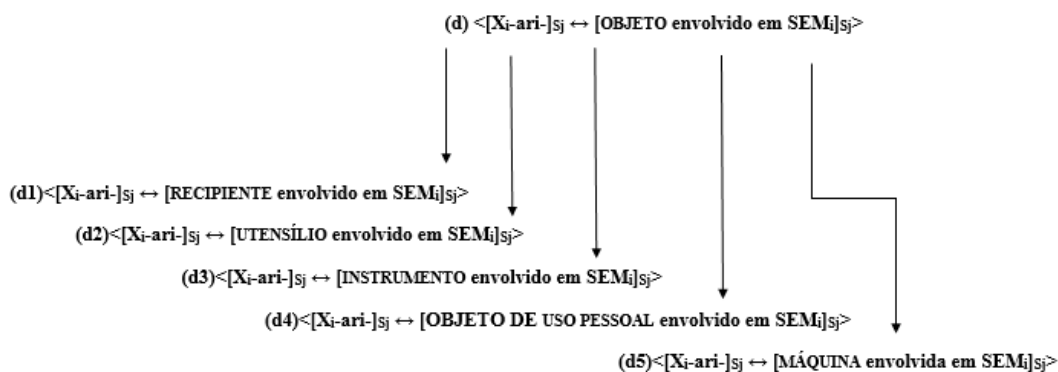 (d) <[Xi-ari-]Sj ↔ [OBJETO envolvido em SEMi]Sj>
(d1)<[Xi-ari-]Sj ↔ [RECIPIENTE envolvido em SEMi]Sj>
(d2)<[Xi-ari-]Sj ↔ [UTENSÍLIO envolvido em SEMi]Sj>
(d3)<[Xi-ari-]Sj ↔ [INSTRUMENTO envolvido em SEMi]Sj>
(d4)<[Xi-ari-]Sj ↔ [OBJETO DE USO PESSOAL envolvido em SEMi]Sj>
(d5)<[Xi-ari-]Sj ↔ [MÁQUINA envolvida em SEMi]Sj>